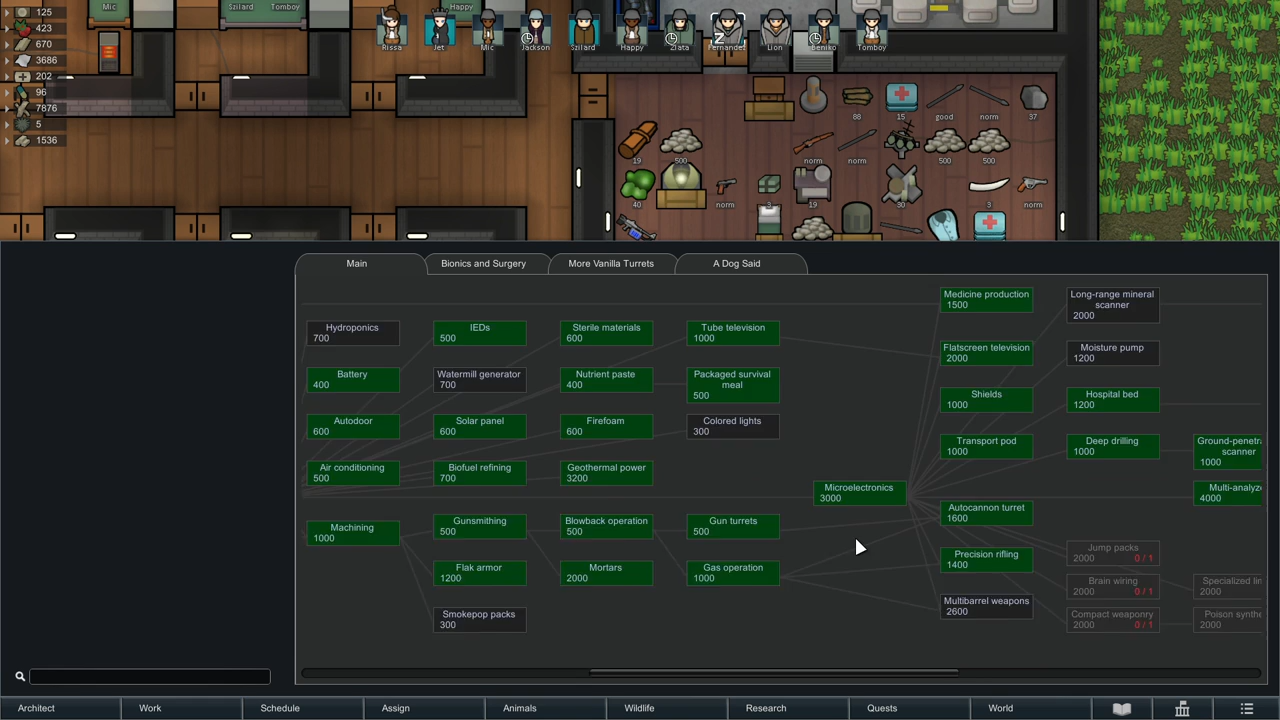 Mic
Szilard
Tomboy
Happy
125
423
670
3686
202
96
7876
5
1536
Rissa
Jet
Mic
Jackson
Szilard
Happy
Zlata
Z
Fernandez
Lion
Beniko
Tomboy
88
15
good
norm
37
19
500
norm
norm
500
500
40
norm
3
19
30
3
norm
Main
Bionics and Surgery
More Vanilla Turrets
A Dog Said
Medicine production
1500
Long-range mineral
scanner
2000
Hydroponics
700
IEDs
500
Sterile materials
600
Tube television
1000
Flatscreen television
2000
Moisture pump
1200
Battery
400
Watermill generator
700
Nutrient paste
400
Packaged survival
meal
500
Shields
1000
Hospital bed
1200
Autodoor
600
Solar panel
600
Firefoam
600
Colored lights
300
Transport pod
1000
Deep drilling
1000
Ground-penetra
scanner
1000
Air conditioning
500
Biofuel refining
700
Geothermal power
3200
Microelectronics
3000
Multi-analyze
4000
Machining
1000
Gunsmithing
500
Blowback operation
500
Gun turrets
500
Autocannon turret
1600
Flak armor
1200
Mortars
2000
Gas operation
1000
Precision rifling
1400
Jump packs
2000 0 / 1
Brain wiring
2000 0 / 1
Specialized lim
2000
Smokepop packs
300
Multibarrel weapons
2600
Compact weaponry
2000 0 / 1
Poison synthe
2000
Architect
Work
Schedule
Assign
Animals
Wildlife
Research
Quests
World